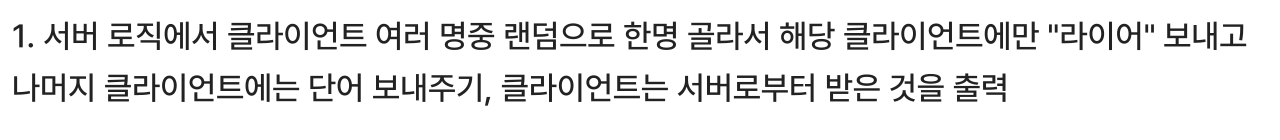 1. 서버 로직에서 클라이언트 여러 명중 랜덤으로 한명 골라서 해당 클라이언트에만 "라이어" 보내고
나머지 클라이언트에는 단어 보내주기, 클라이언트는 서버로부터 받은 것을 출력